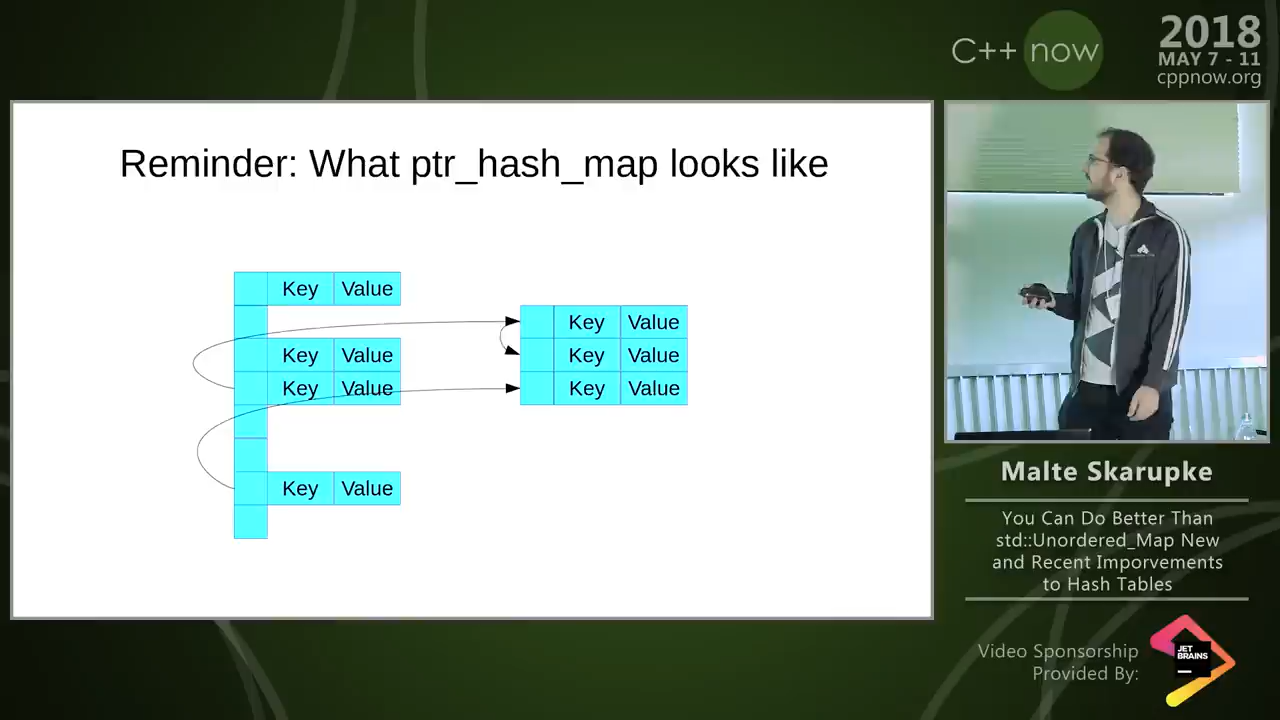 C++ now
2018
MAY 7 - 11
cppnow.org
Reminder: What ptr_hash_map looks like
Key Value
Key Value
Key Value
Key Value
Key Value
Key Value
Key Value
Malte Skarupke
You Can Do Better Than
std::Unordered_Map New
and Recent Imporvements
to Hash Tables
Video Sponsorship
Provided By:
JET
BRAINS